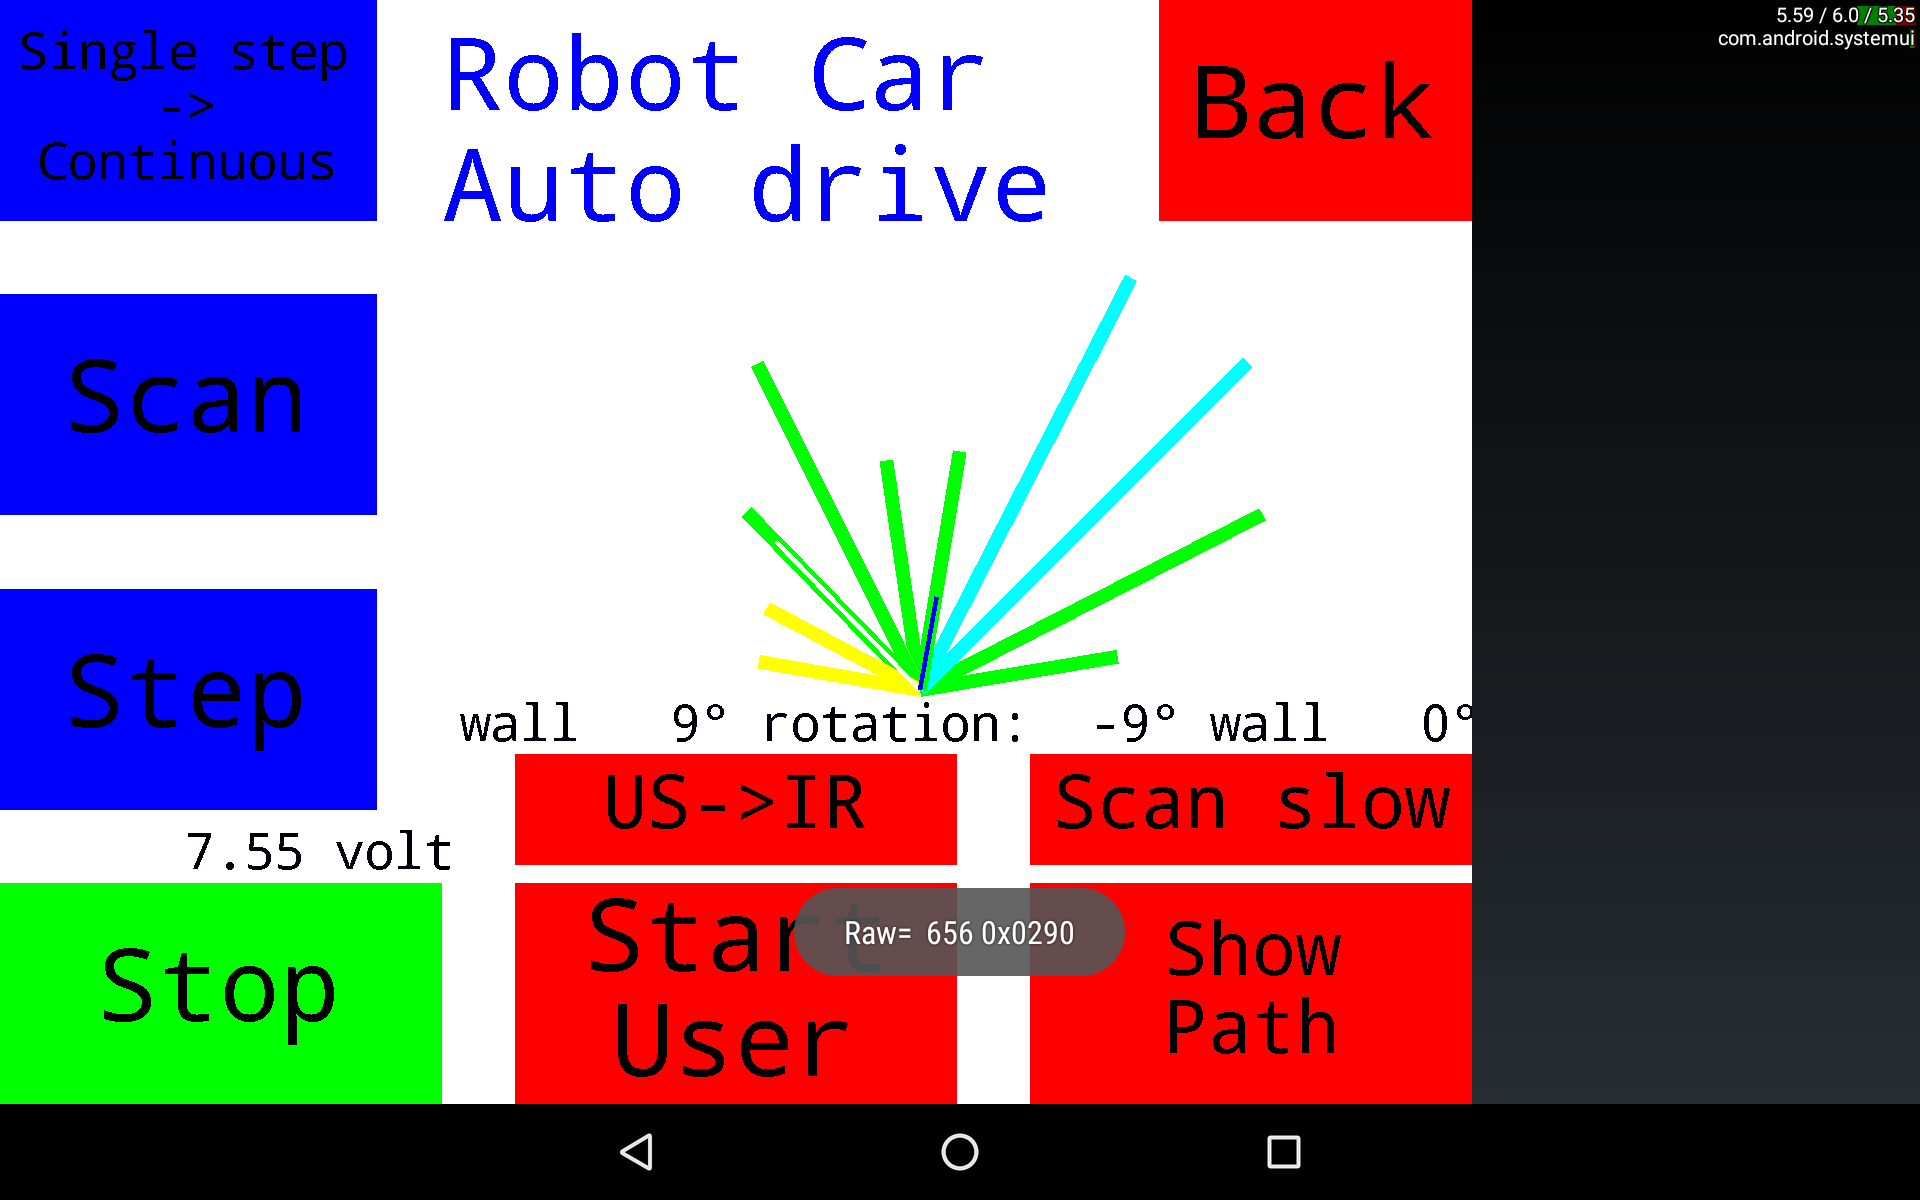 Single step
->
Continuous
Robot Car
Auto drive
Back
5.59 / 6.0 / 5.35
com.android.systemui
Scan
Step
wall 9° rotation: -9° wall 0°
US->IR
Scan slow
7.55 volt
Stop
Start
User
Raw= 656 0x0290
Show
Path